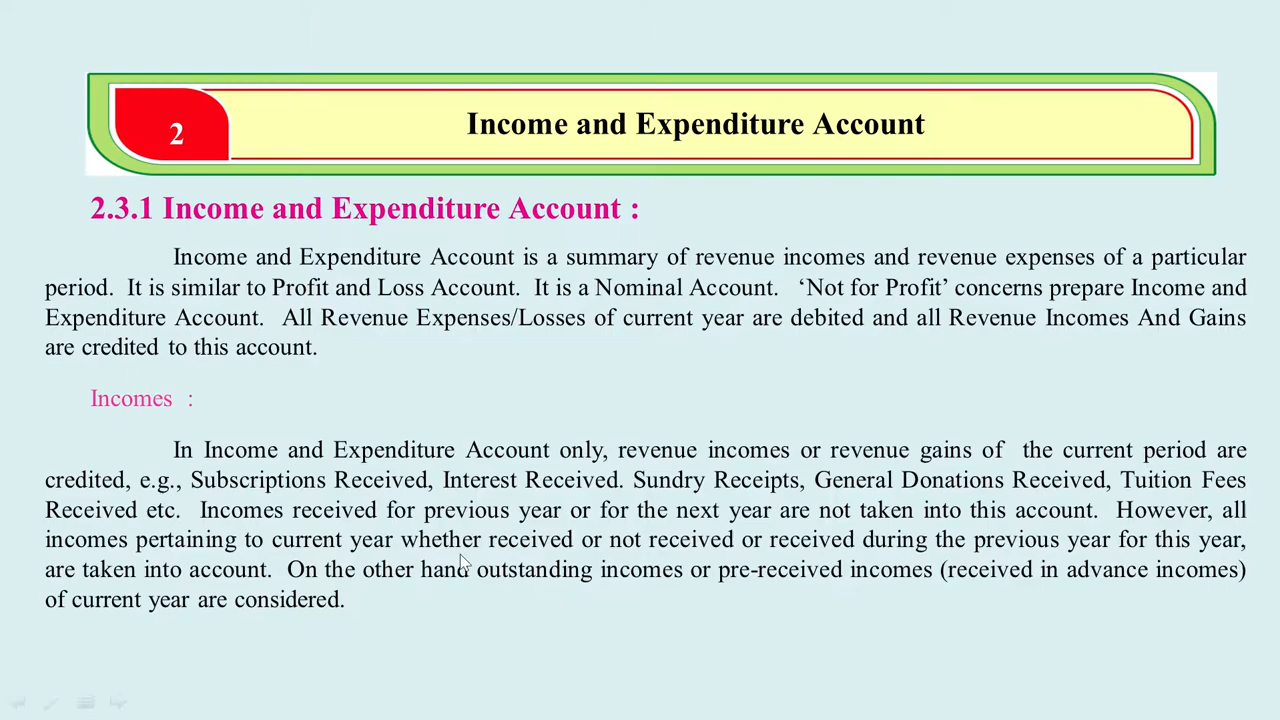 2
Income and Expenditure Account
2.3.1 Income and Expenditure Account :
Income and Expenditure Account is a summary of revenue incomes and revenue expenses of a particular
period. It is similar to Profit and Loss Account. It is a Nominal Account. ‘Not for Profit’ concerns prepare Income and
Expenditure Account. All Revenue Expenses/Losses of current year are debited and all Revenue Incomes And Gains
are credited to this account.
Incomes :
In Income and Expenditure Account only, revenue incomes or revenue gains of the current period are
credited, e.g., Subscriptions Received, Interest Received. Sundry Receipts, General Donations Received, Tuition Fees
Received etc. Incomes received for previous year or for the next year are not taken into this account. However, all
incomes pertaining to current year whether received or not received or received during the previous year for this year,
are taken into account. On the other hand outstanding incomes or pre-received incomes (received in advance incomes)
of current year are considered.